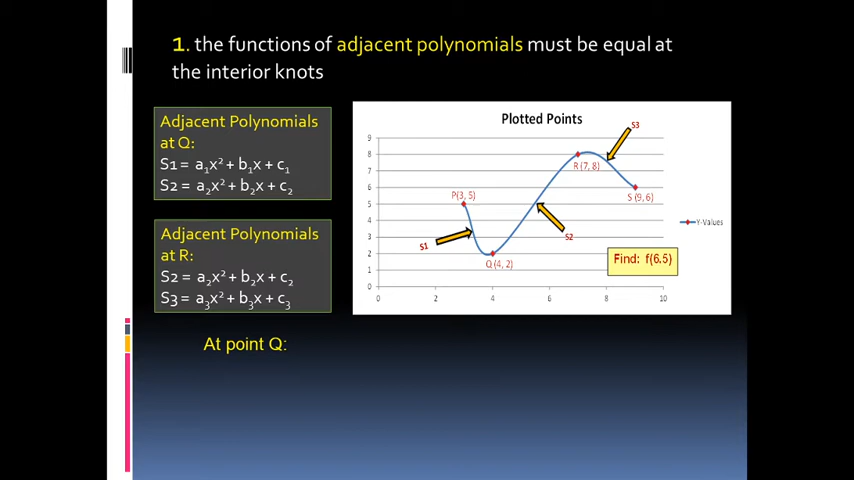 1. the functions of adjacent polynomials must be equal at
the interior knots
Adjacent Polynomials
at Q:
S1 = a₁x² + b₁x + c₁
S2 = a₂x² + b₂x + c₂
Adjacent Polynomials
at R:
S2 = a₂x² + b₂x + c₂
S3 = a₃x² + b₃x + c₃
At point Q:
Plotted Points
9
8
7
6
5
4
3
2
1
0
0
2
4
6
8
10
P(3, 5)
Q (4, 2)
R (7, 8)
S (9, 6)
S1
S2
S3
Y-Values
Find: f(6.5)